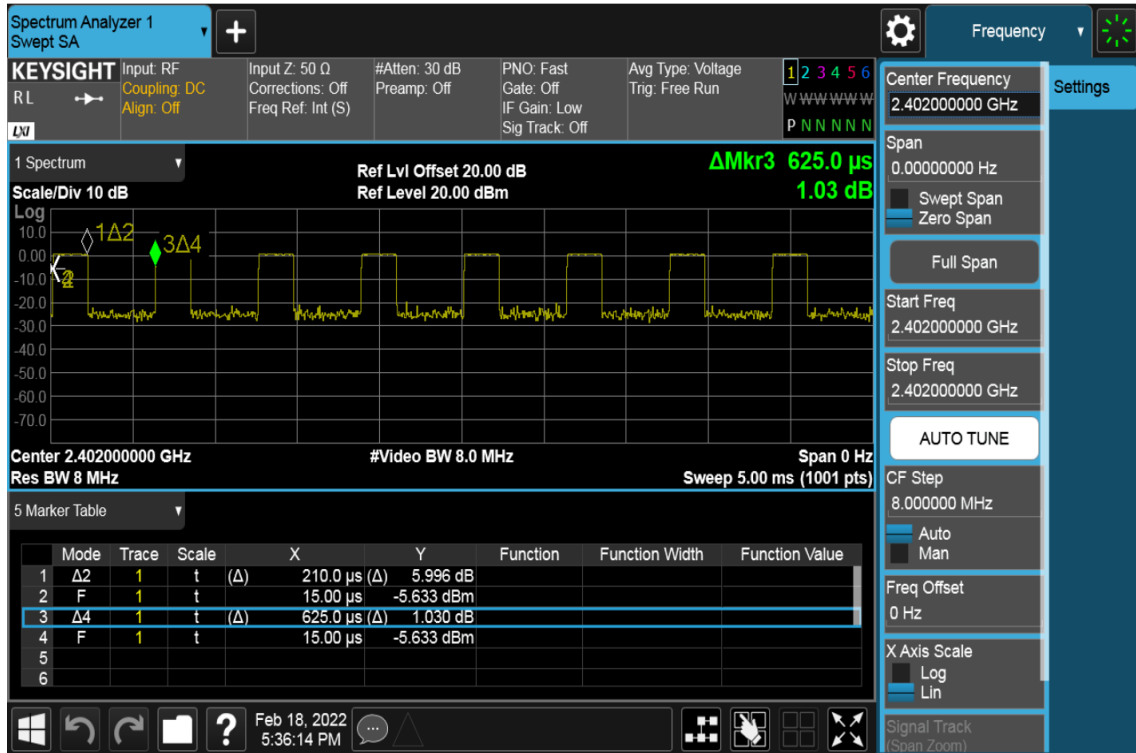 Spectrum Analyzer 1
Swept SA
Frequency
KEYSIGHT
RL
LXI
Input: RF
Coupling: DC
Align: Off
Input Z: 50 Ω
Corrections: Off
Freq Ref: Int (S)
#Atten: 30 dB
Preamp: Off
PNO: Fast
Gate: Off
IF Gain: Low
Sig Track: Off
Avg Type: Voltage
Trig: Free Run
1 2 3 4 5 6
W W W W W W
P N N N N N
1 Spectrum
Scale/Div 10 dB
Ref Lvl Offset 20.00 dB
Ref Level 20.00 dBm
ΔMkr3 625.0 µs
1.03 dB
Log
10.0
0.00
-10.0
-20.0
-30.0
-40.0
-50.0
-60.0
-70.0
1Δ2
3Δ4
Center 2.402000000 GHz
#Video BW 8.0 MHz
Span 0 Hz
Res BW 8 MHz
Sweep 5.00 ms (1001 pts)
5 Marker Table
Mode Trace Scale X Y Function Function Width Function Value
1 Δ2 1 t (Δ) 210.0 µs (Δ) 5.996 dB
2 F 1 t 15.00 µs -5.633 dBm
3 Δ4 1 t (Δ) 625.0 µs (Δ) 1.030 dB
4 F 1 t 15.00 µs -5.633 dBm
5
6
?
Feb 18, 2022
5:36:14 PM
Center Frequency
2.402000000 GHz
Settings
Span
0.00000000 Hz
Swept Span
Zero Span
Full Span
Start Freq
2.402000000 GHz
Stop Freq
2.402000000 GHz
AUTO TUNE
CF Step
8.000000 MHz
Auto
Man
Freq Offset
0 Hz
X Axis Scale
Log
Lin
Signal Track
(Span Zoom)